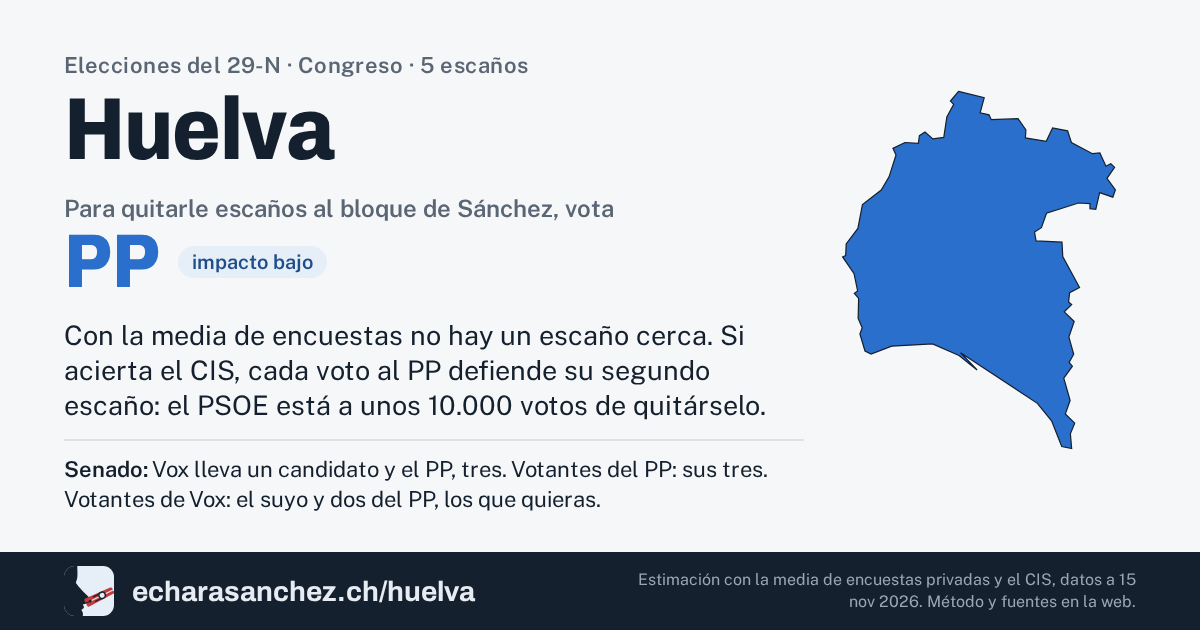 Elecciones del 29-N · Congreso · 5 escaños
Huelva
Para quitarle escaños al bloque de Sánchez, vota
PP impacto bajo
Con la media de encuestas no hay un escaño cerca. Si
acierta el CIS, cada voto al PP defiende su segundo
escaño: el PSOE está a unos 10.000 votos de quitárselo.
Senado: Vox lleva un candidato y el PP, tres. Votantes del PP: sus tres.
Votantes de Vox: el suyo y dos del PP, los que quieras.
echarasanchez.ch/huelva
Estimación con la media de encuestas privadas y el CIS, datos a 15
nov 2026. Método y fuentes en la web.